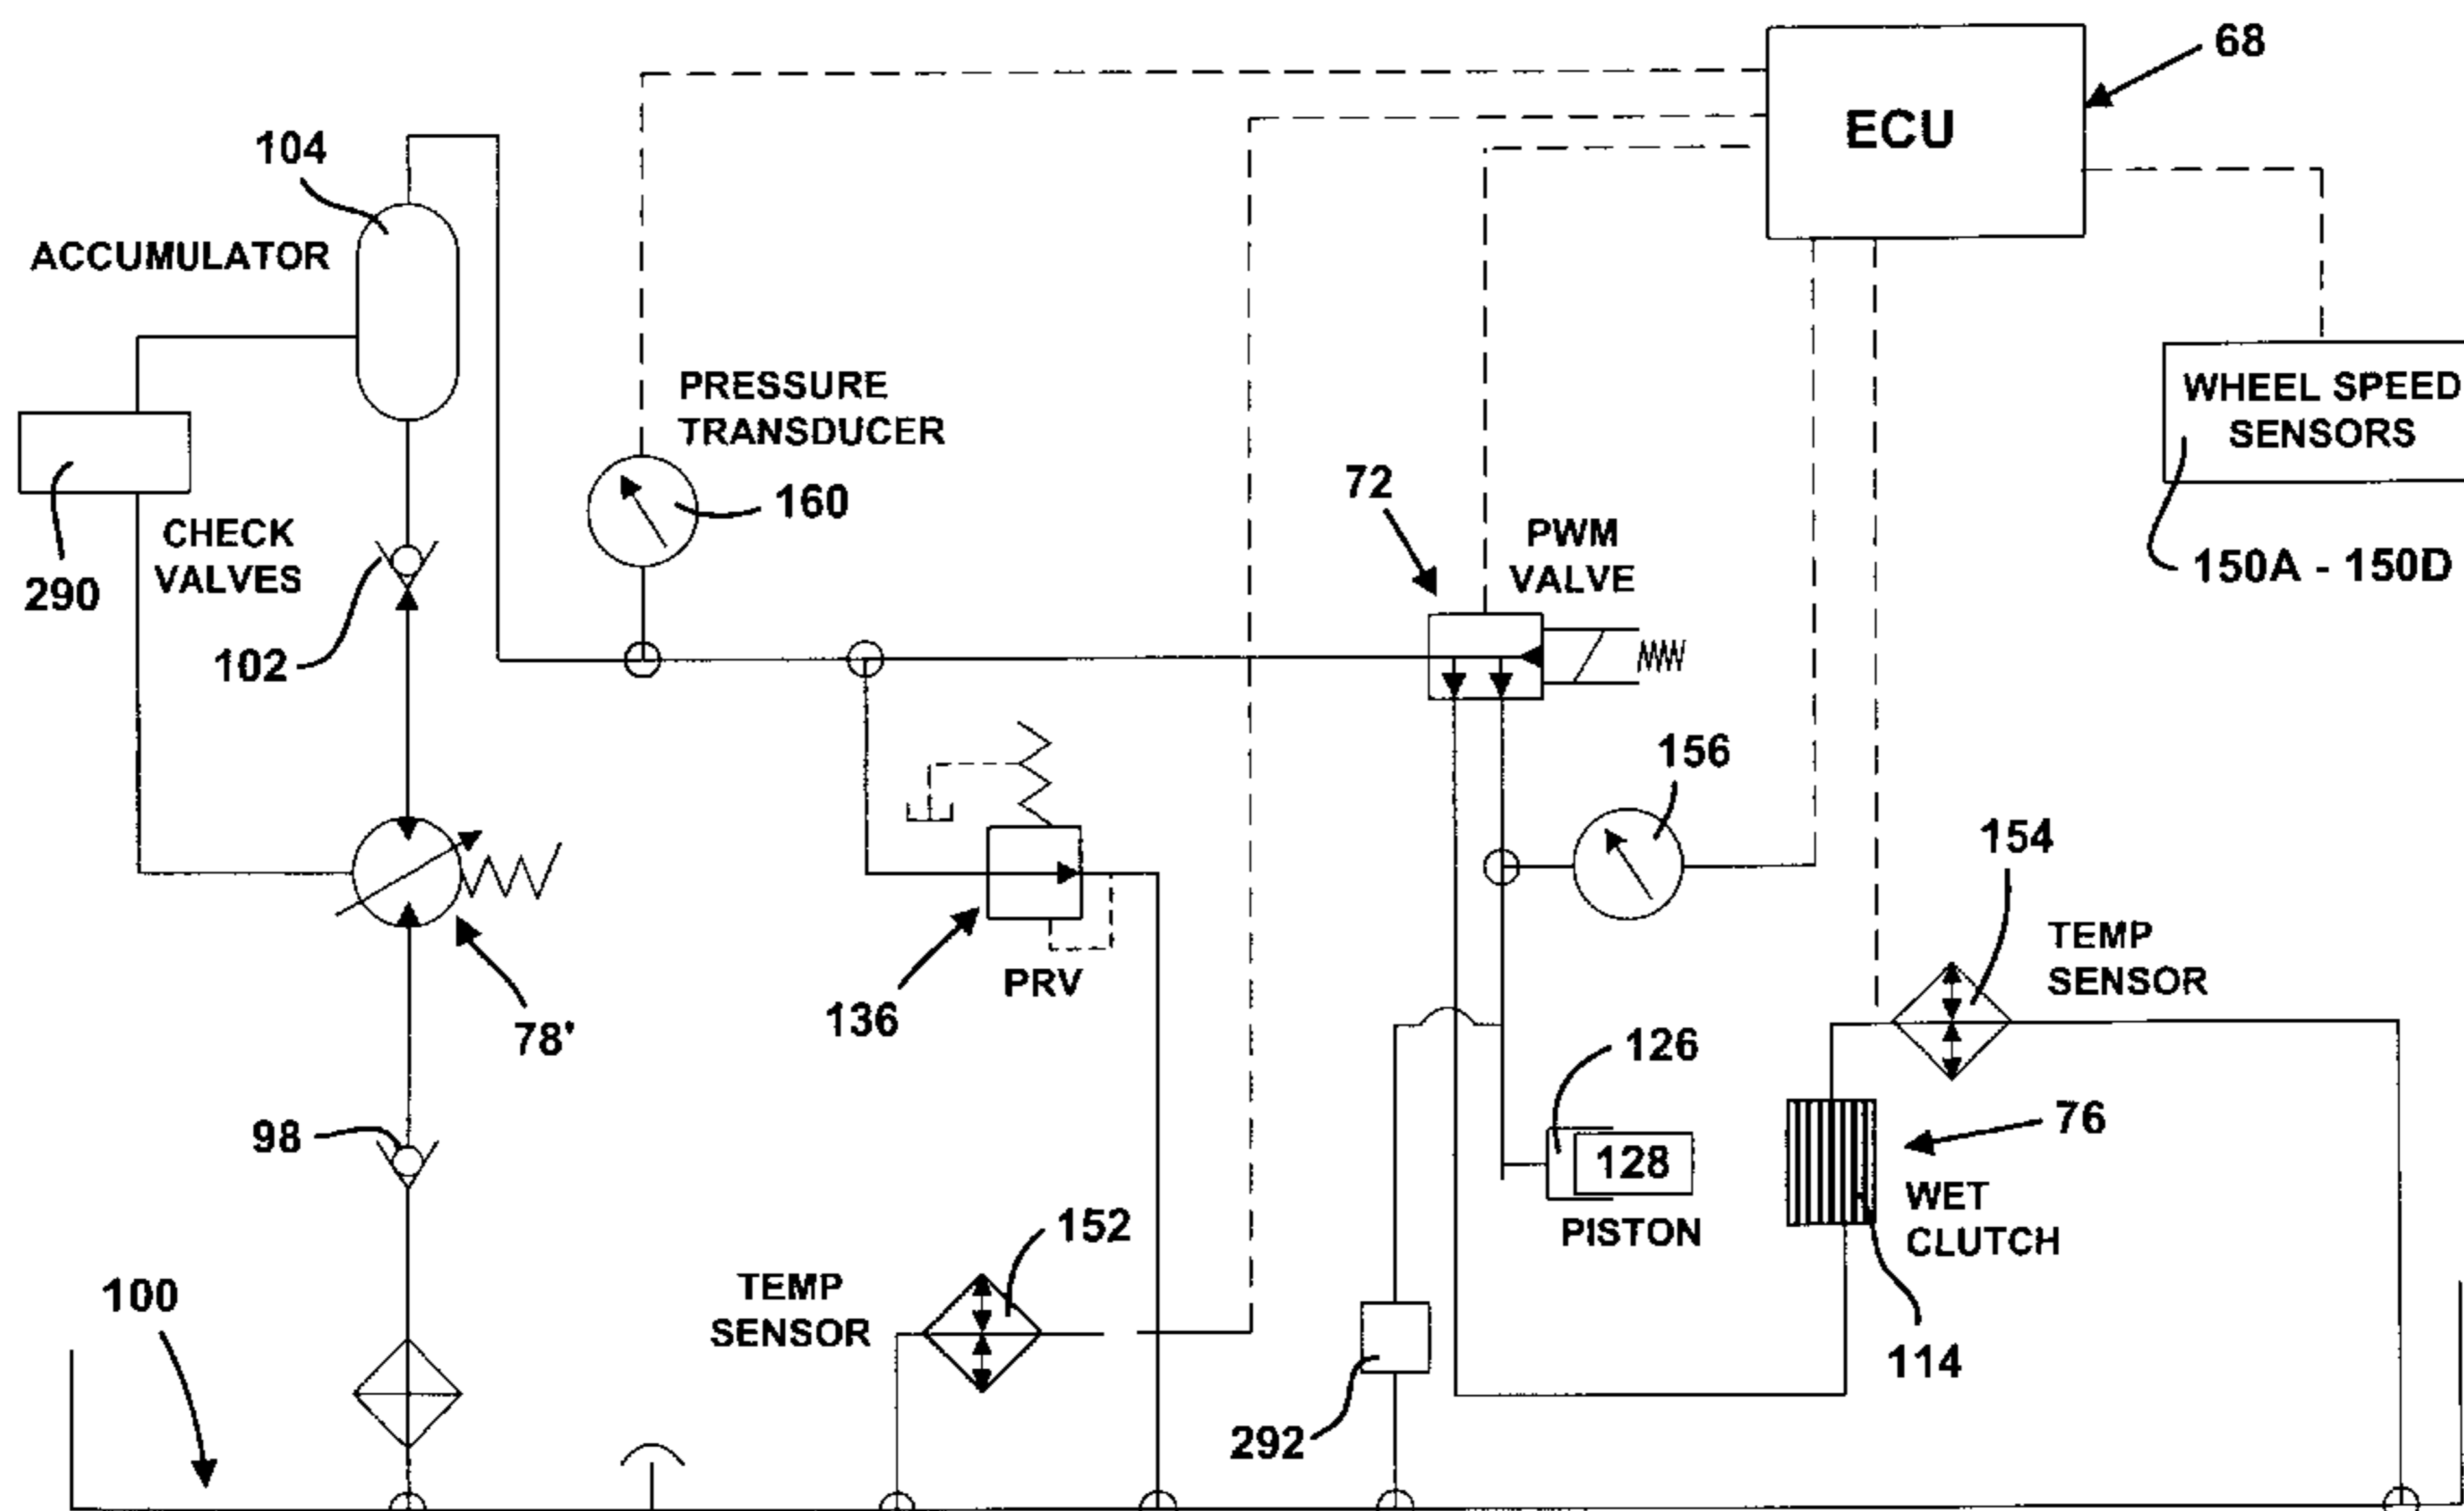 68
ECU
104
ACCUMULATOR
PRESSURE
TRANSDUCER
160
WHEEL SPEED
SENSORS
150A - 150D
72
PWM
VALVE
CHECK
VALVES
290
102
156
154
TEMP
SENSOR
136
PRV
78'
126
128
PISTON
76
WET
CLUTCH
98
152
TEMP
SENSOR
100
114
292